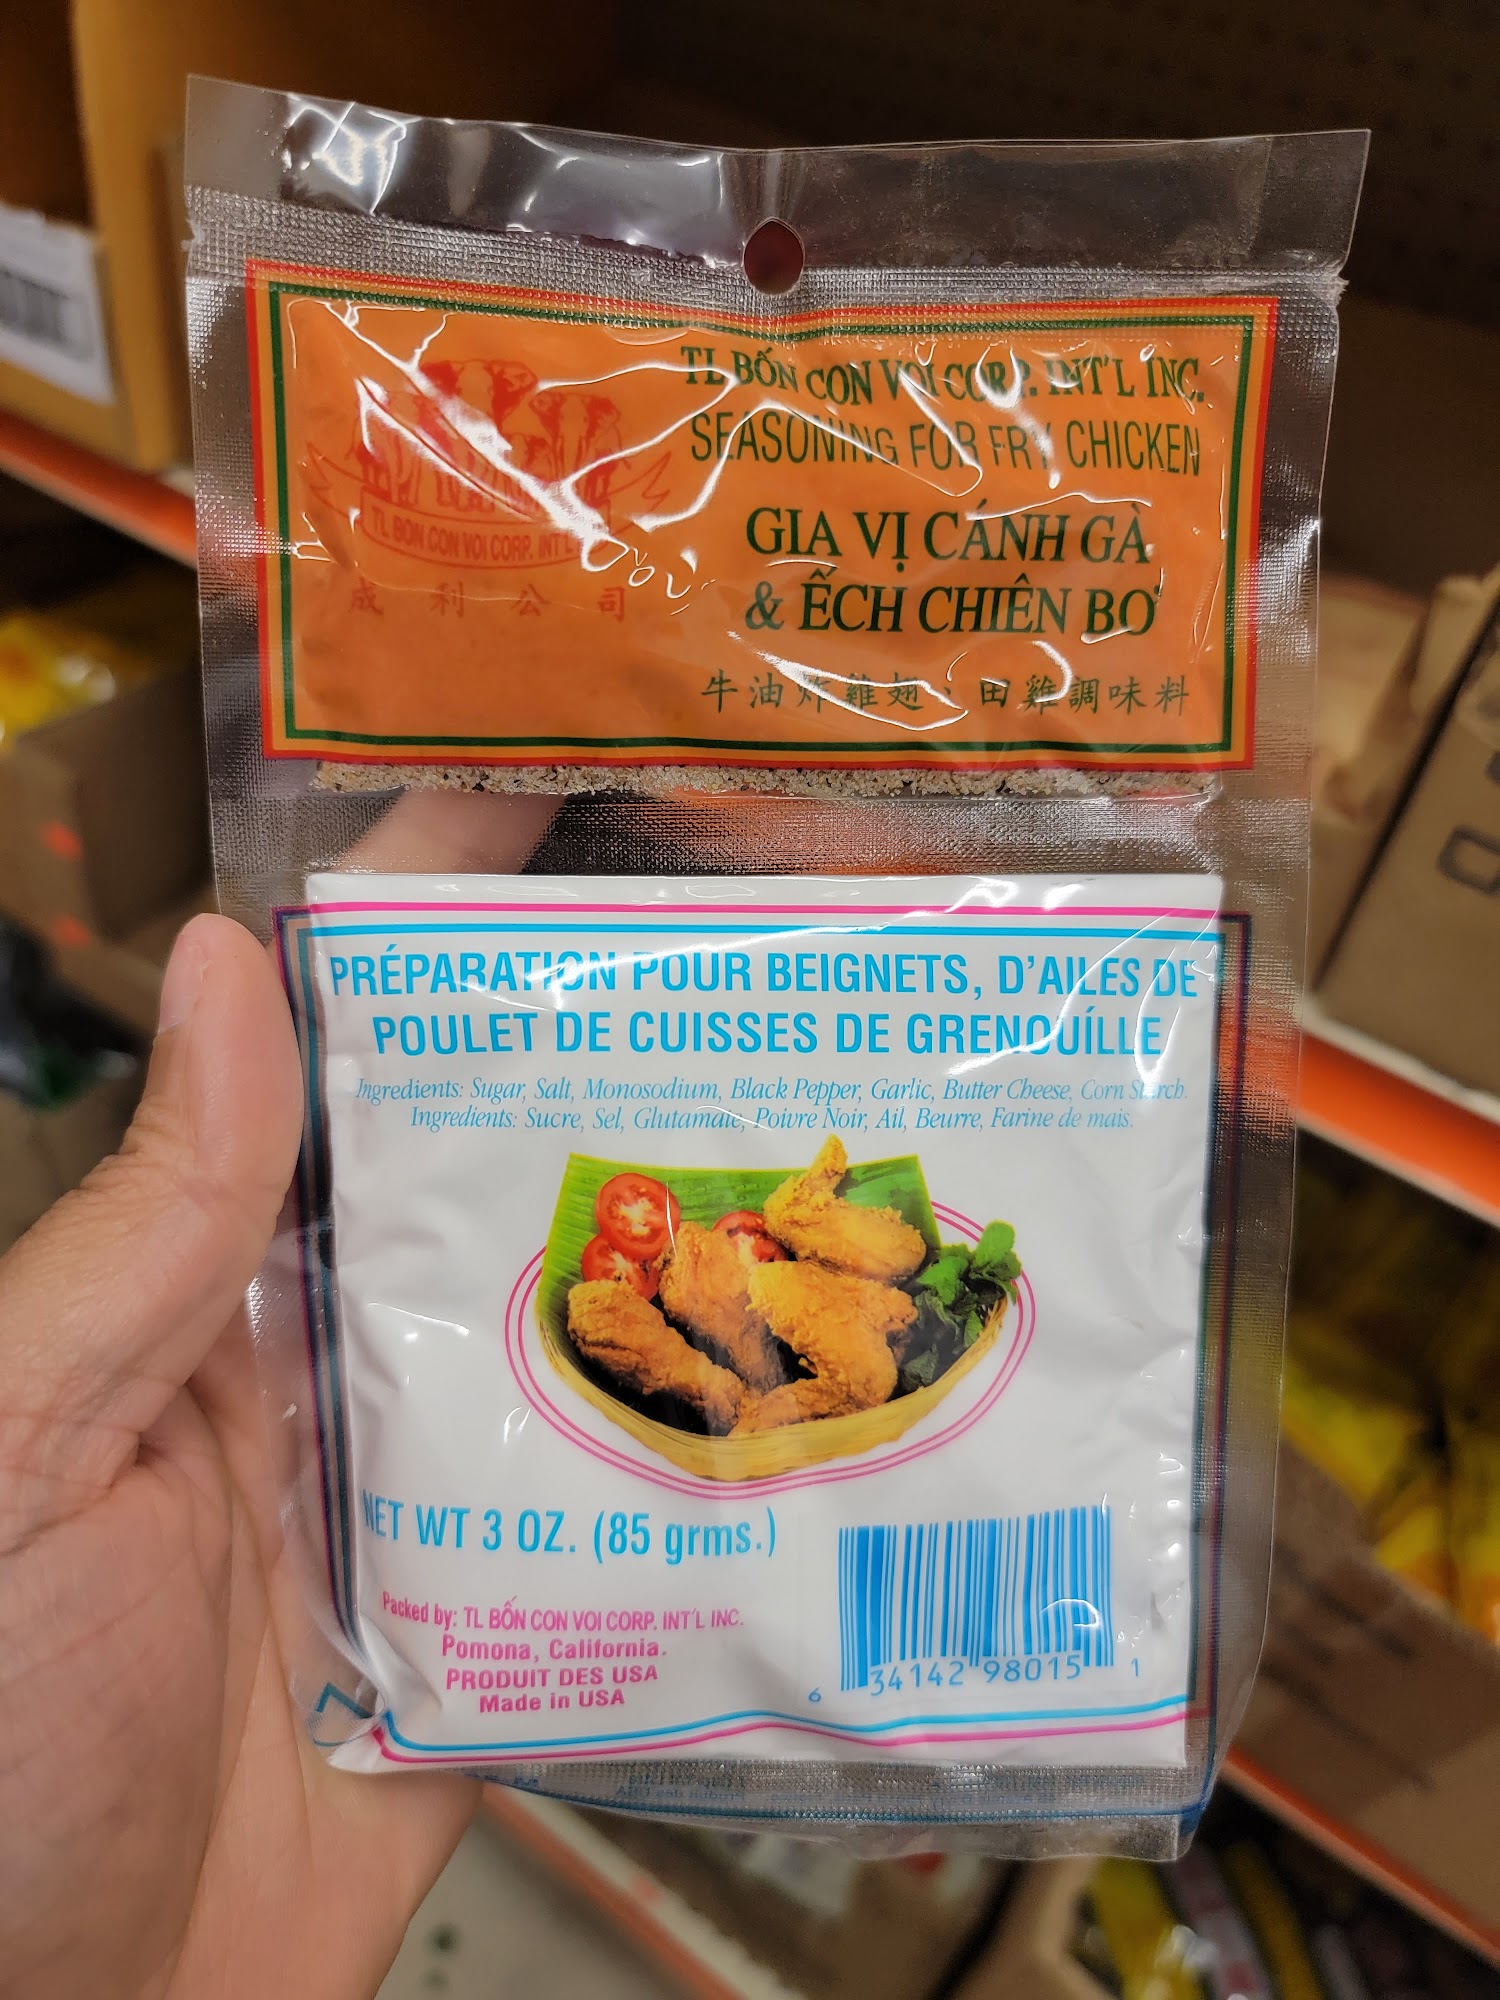 TL BỐN CON VOI CORP. INT'L INC.
SEASONING FOR FRY CHICKEN
GIA VỊ CÁNH GÀ
& ẾCH CHIÊN BƠ
牛油炸雞翅、田雞調味料
TL BON CON VOI CORP. INT'L
成利公司
PRÉPARATION POUR BEIGNETS, D'AILES DE
POULET DE CUISSES DE GRENOUÍLLE
Ingredients: Sugar, Salt, Monosodium, Black Pepper, Garlic, Butter Cheese, Corn Starch.
Ingredients: Sucre, Sel, Glutamate, Poivre Noir, Ail, Beurre, Farine de mais.
NET WT 3 OZ. (85 grms.)
Packed by: TL BỐN CON VOI CORP. INT'L INC.
Pomona, California.
PRODUIT DES USA
Made in USA
6 34142 98015 1